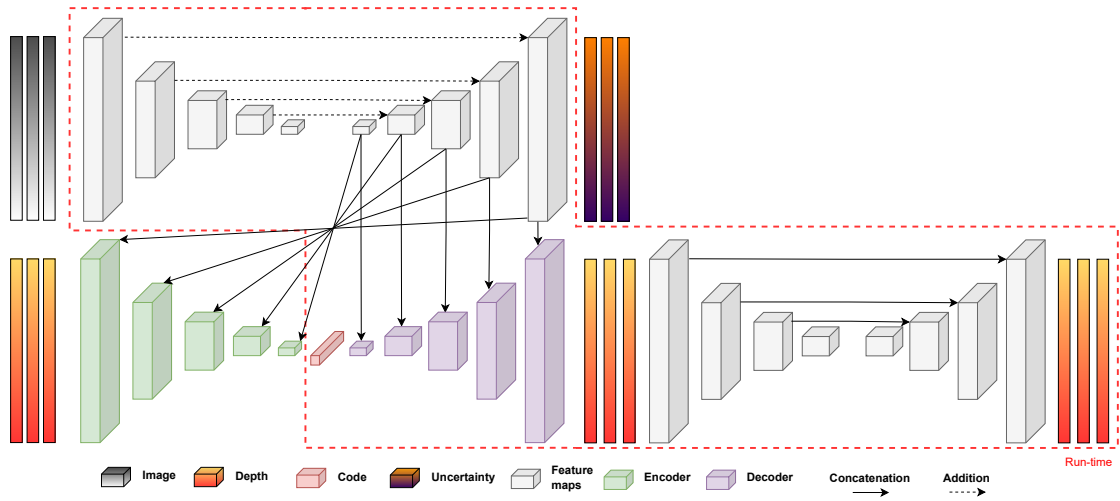 Run-time
Image
Depth
Code
Uncertainty
Feature
maps
Encoder
Decoder
Concatenation
Addition